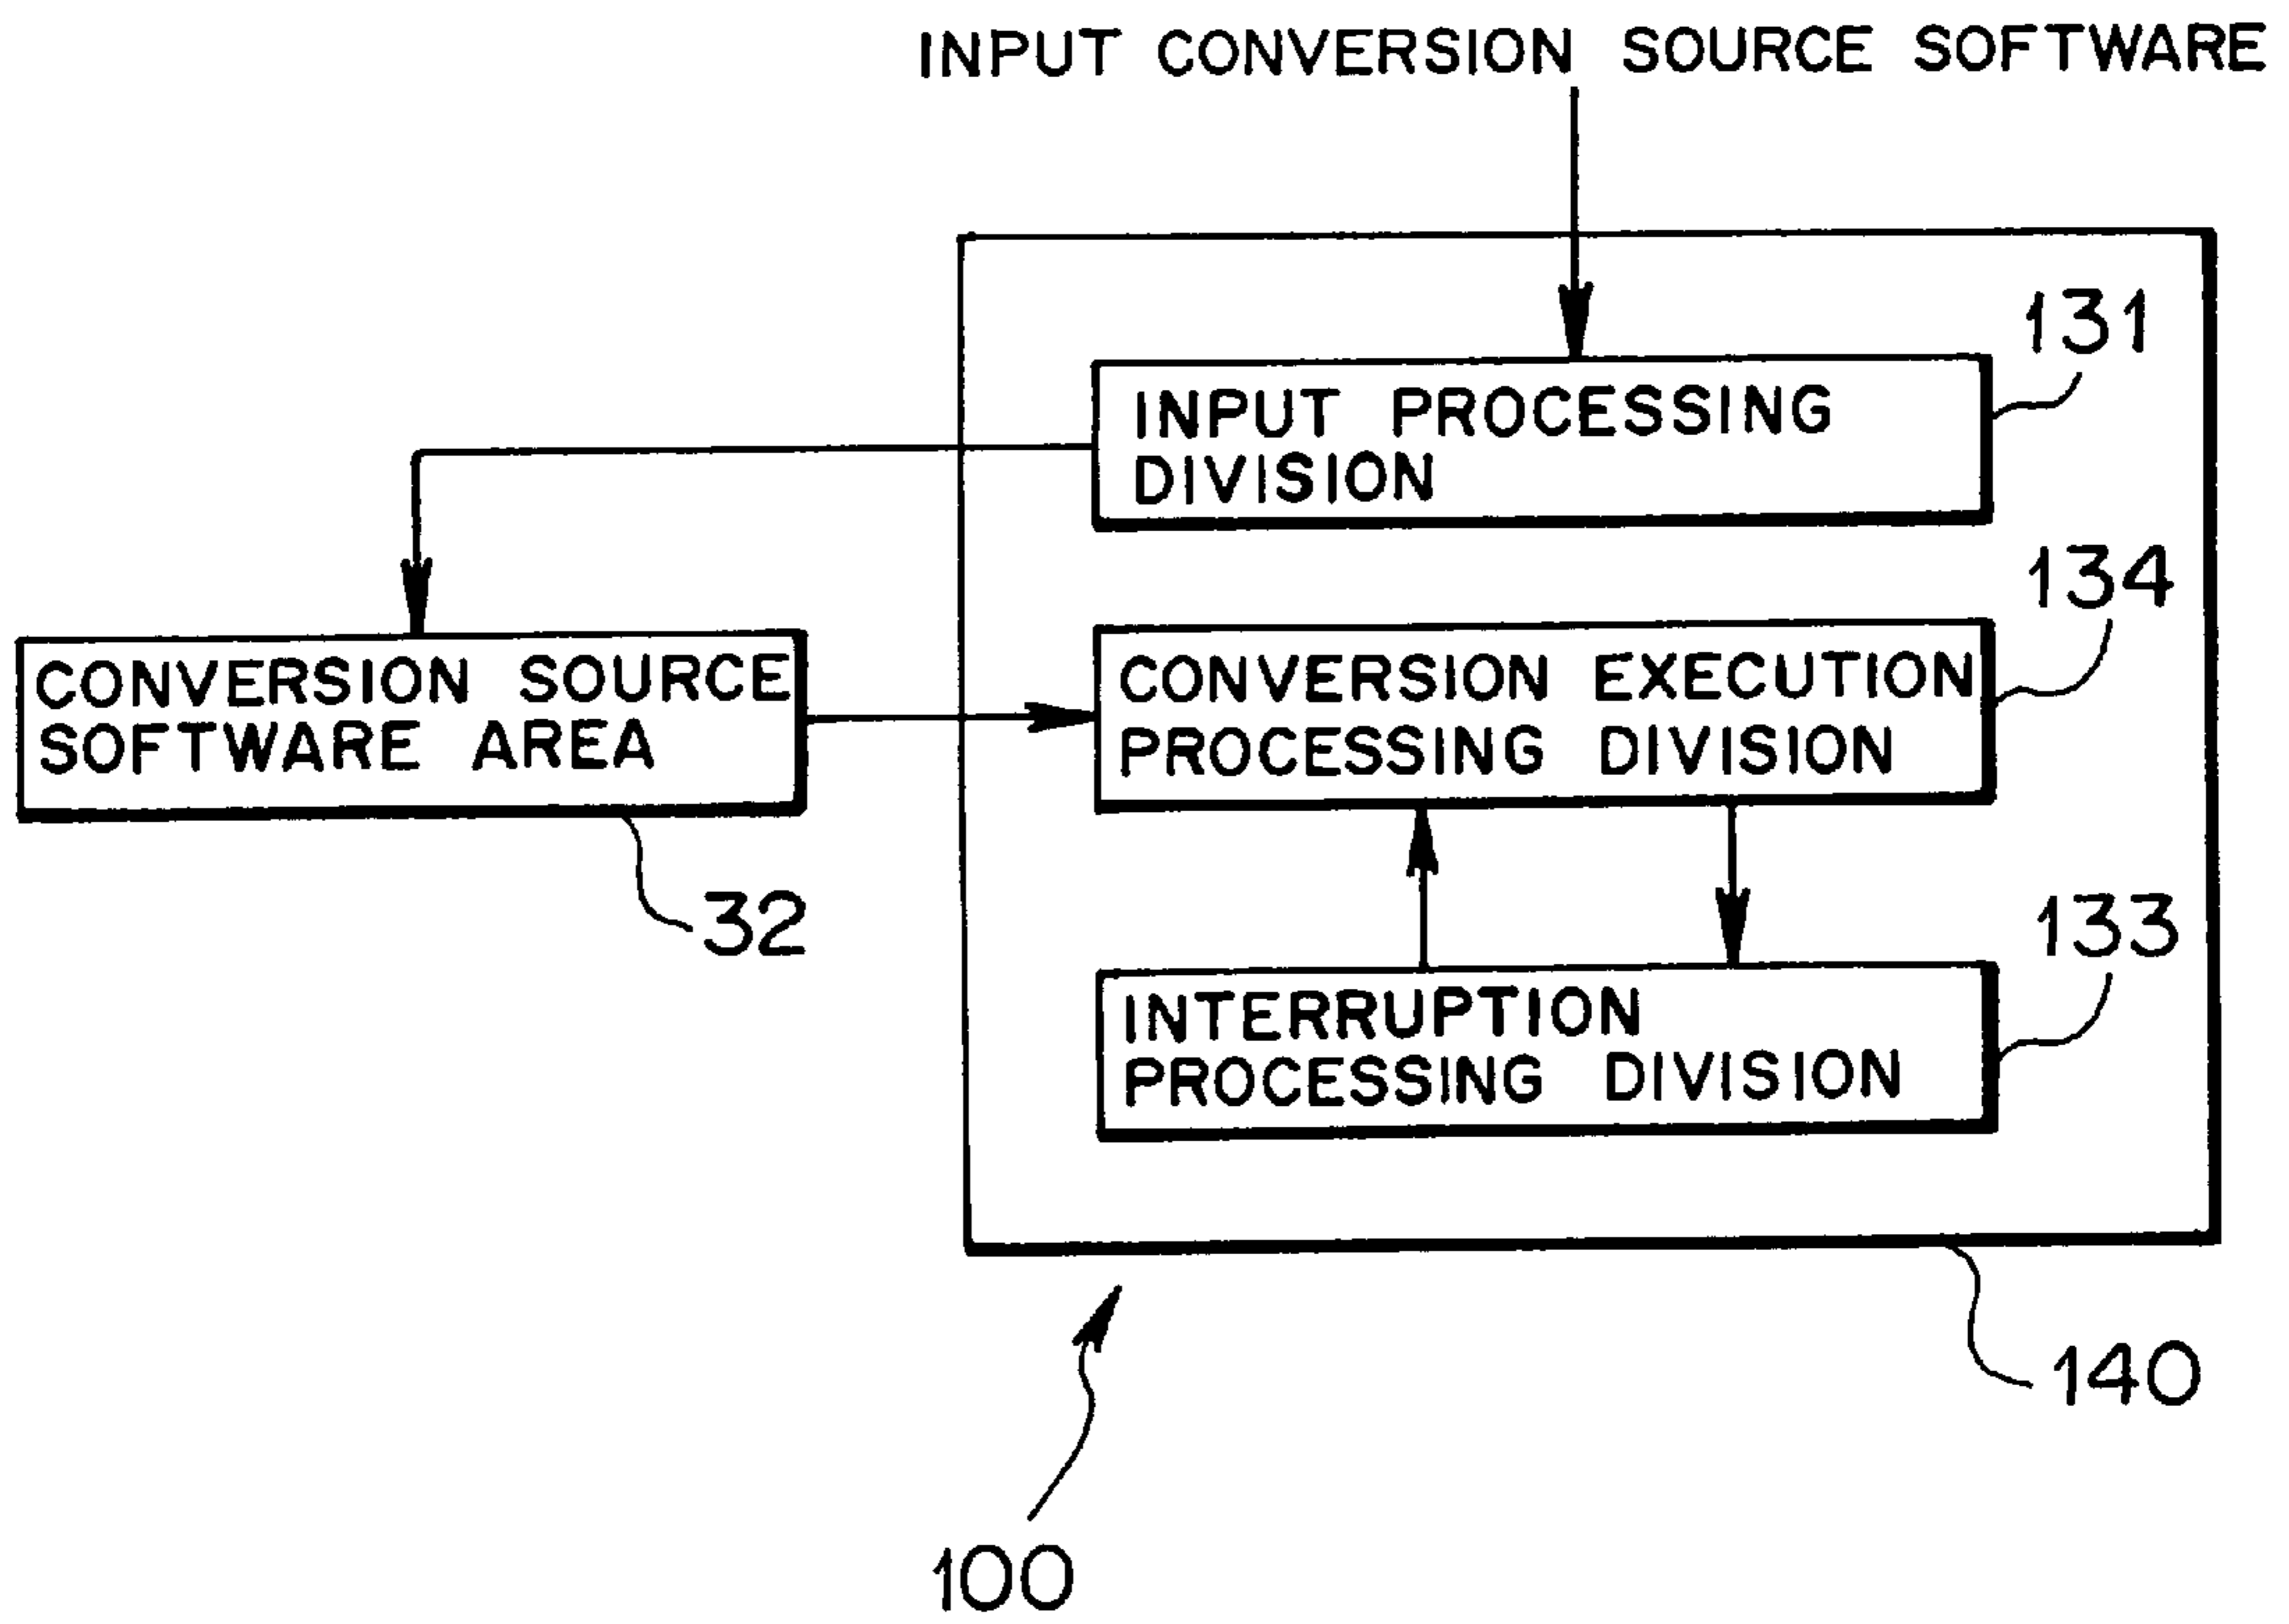 INPUT CONVERSION SOURCE SOFTWARE
131
INPUT PROCESSING
DIVISION
134
CONVERSION SOURCE
SOFTWARE AREA
CONVERSION EXECUTION
PROCESSING DIVISION
32
133
INTERRUPTION
PROCESSING DIVISION
140
100